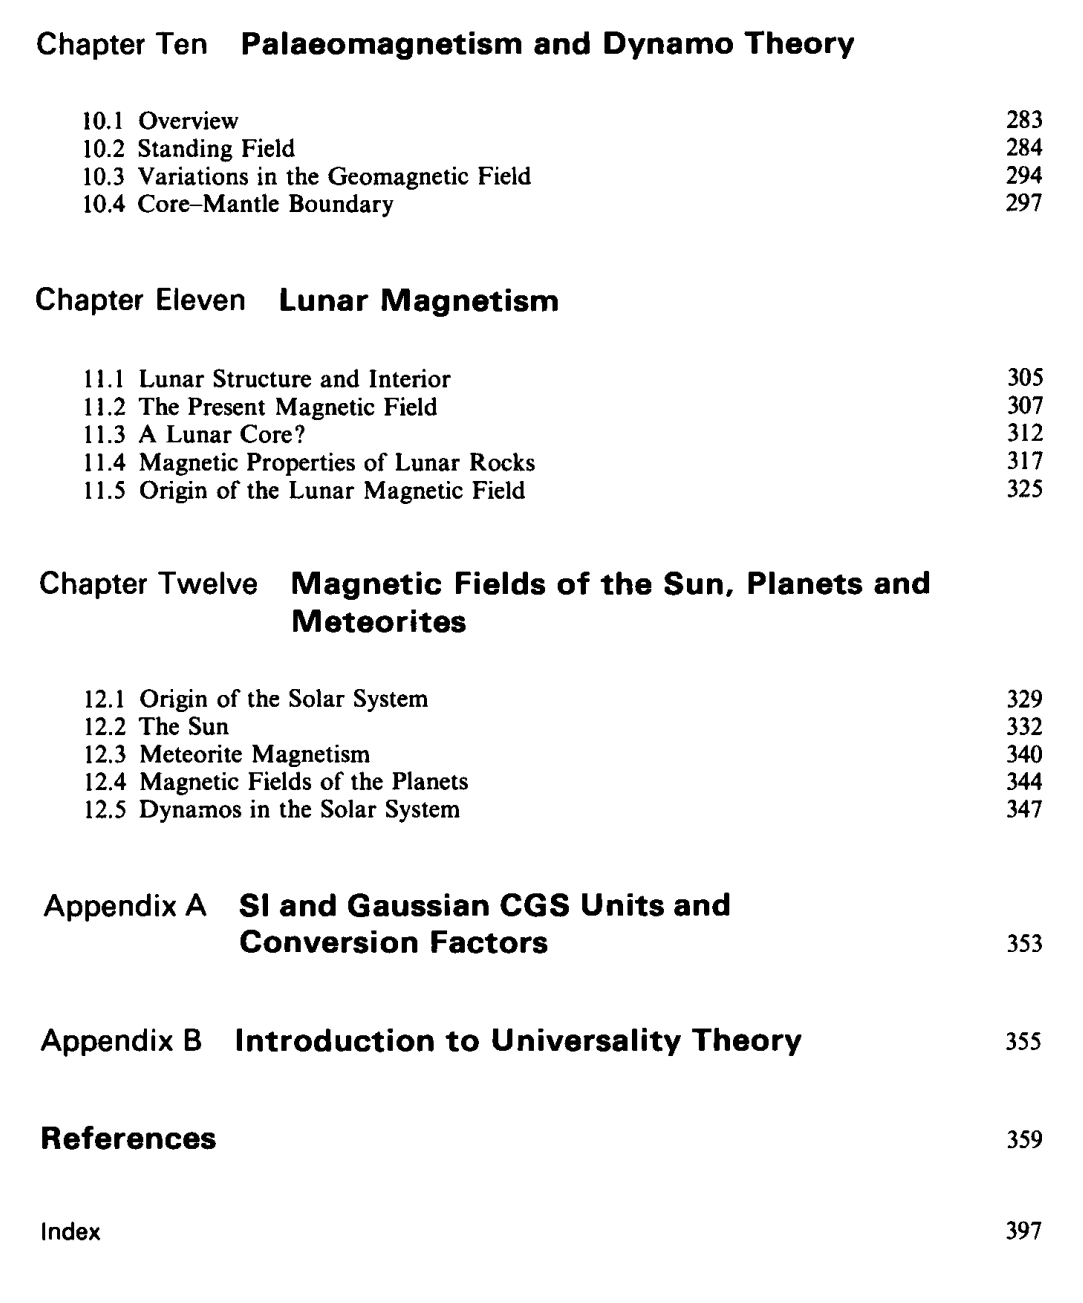 Chapter Ten Palaeomagnetism and Dynamo Theory
10.1 Overview 283
10.2 Standing Field 284
10.3 Variations in the Geomagnetic Field 294
10.4 Core–Mantle Boundary 297
Chapter Eleven Lunar Magnetism
11.1 Lunar Structure and Interior 305
11.2 The Present Magnetic Field 307
11.3 A Lunar Core? 312
11.4 Magnetic Properties of Lunar Rocks 317
11.5 Origin of the Lunar Magnetic Field 325
Chapter Twelve Magnetic Fields of the Sun, Planets and
Meteorites
12.1 Origin of the Solar System 329
12.2 The Sun 332
12.3 Meteorite Magnetism 340
12.4 Magnetic Fields of the Planets 344
12.5 Dynamos in the Solar System 347
Appendix A SI and Gaussian CGS Units and
Conversion Factors 353
Appendix B Introduction to Universality Theory 355
References 359
Index 397